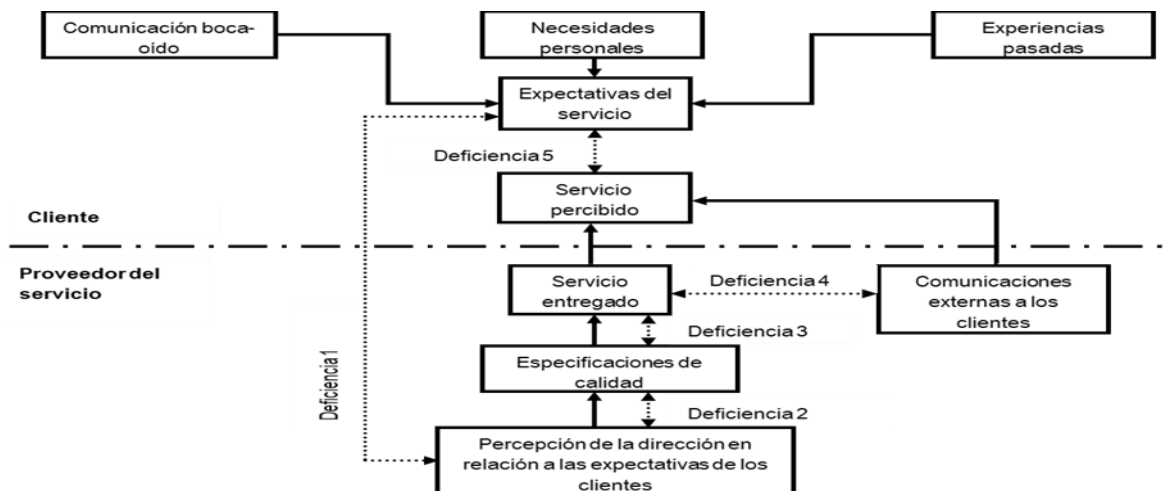 Comunicación boca-
oído
Necesidades
personales
Experiencias
pasadas
Expectativas del
servicio
Deficiencia 5
Servicio
percibido
Cliente
Proveedor del
servicio
Servicio
entregado
Deficiencia 4
Comunicaciones
externas a los
clientes
Deficiencia 3
Deficiencia 1
Especificaciones de
calidad
Deficiencia 2
Percepción de la dirección en
relación a las expectativas de los
clientes